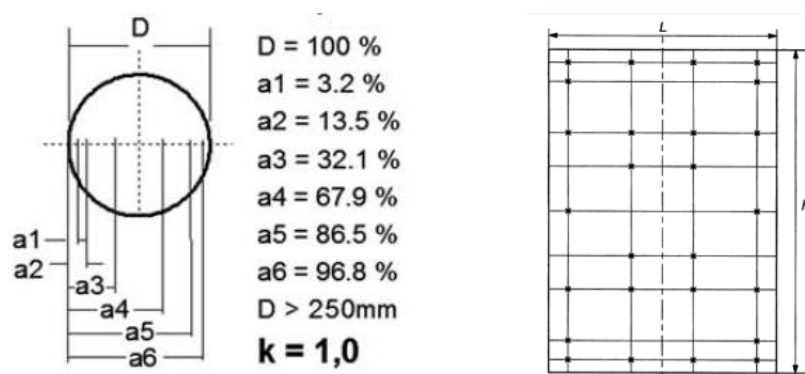 D
D = 100 %
a1 = 3.2 %
a2 = 13.5 %
a3 = 32.1 %
a4 = 67.9 %
a5 = 86.5 %
a6 = 96.8 %
D > 250mm
k = 1,0
a1
a2
a3
a4
a5
a6
L